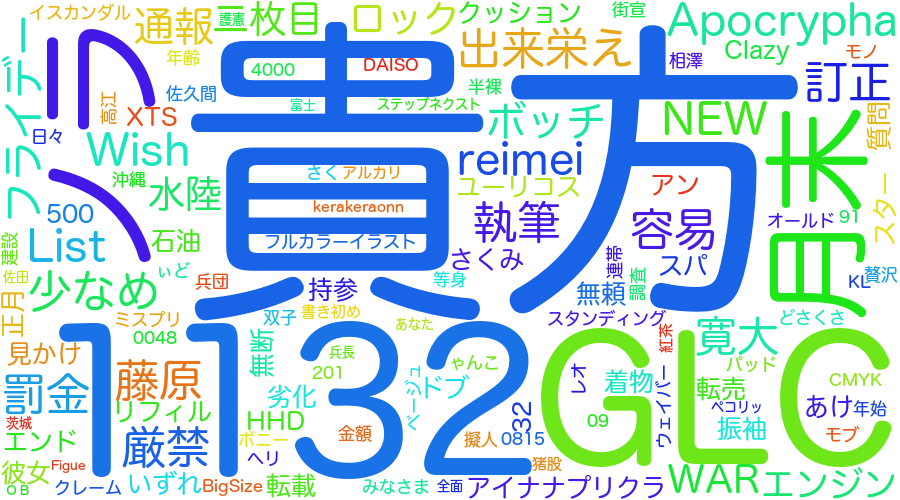 イスカンダル
護憲
通報
二枚目
ロック
クッション
街宣
Apocrypha
フライデー
ララ
年齢
4000
DAISO
出来栄え
相澤
Clazy
モノ
訂正
佐久間
半裸
高江
XTS
富士
ステップネクスト
日々
貴方
ボッチ
NEW
質問
月末
Wish
reimei
沖縄
水陸
さく
アルカリ
ユーリコス
アン
スター
kerakeraonn
500
執筆
容易
オールド
91
List
石油
フルカラーイラスト
さくみ
建設
連帯
スパ
ぃど
佐田
兵団
持参
等身
無頼
調査
KL
贅沢
少なめ
正月
ミスプリ
双子
書き初め
あなた
スタンディング
どさくさ
1132
GLC
0048
無断
兵長
201
ゃんこ
紅茶
寛大
見かけ
藤原
ページュ
ドブ
レオ
着物
パッド
CMYK
罰金
劣化
ウェイバー
転売
茨城
リフィル
HHD
32
09
ペコリッ
あけ
年始
エンド
厳禁
ボニー
金額
擬人
0815
振袖
モブ
ヘリ
猪股
彼女
Figue
WAR
エンジン
OB
クレーム
いずれ
BigSize
転載
みなさま
全面
アイナナプリクラ